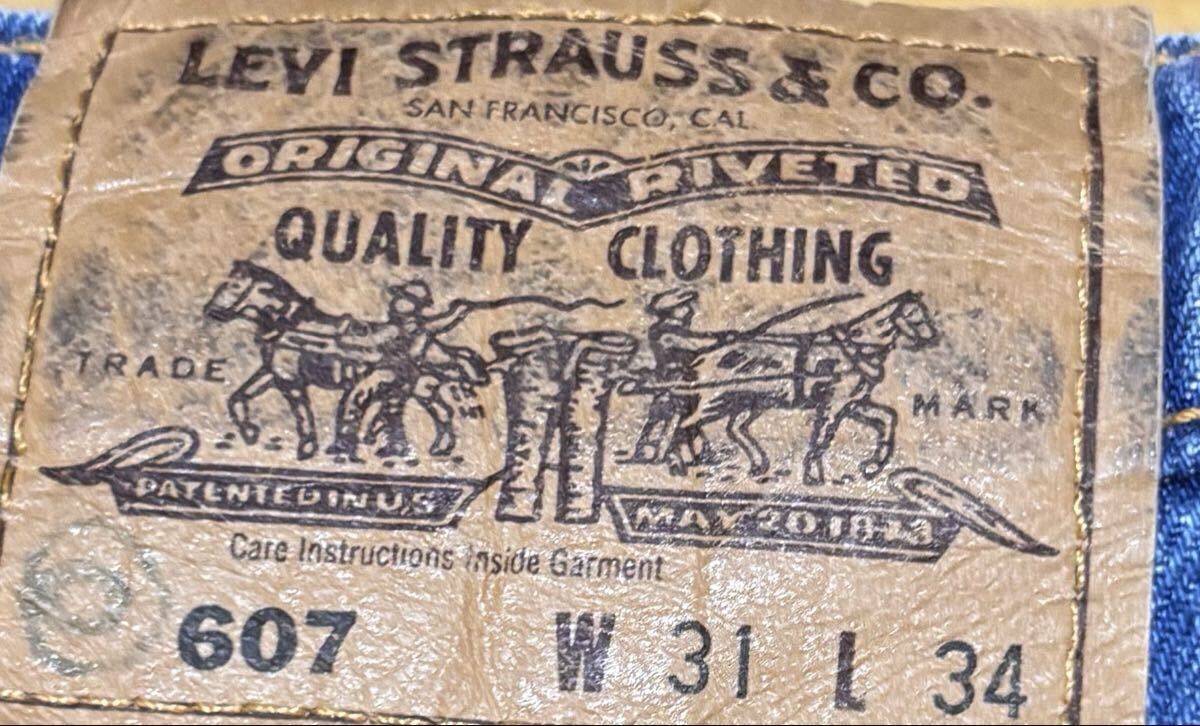 LEVI STRAUSS & CO.
SAN FRANCISCO, CAL
ORIGINAL RIVETED
QUALITY CLOTHING
TRADE MARK
PATENTED IN U.S. MAY 20 1873
Care Instructions Inside Garment
607 W 31 L 34